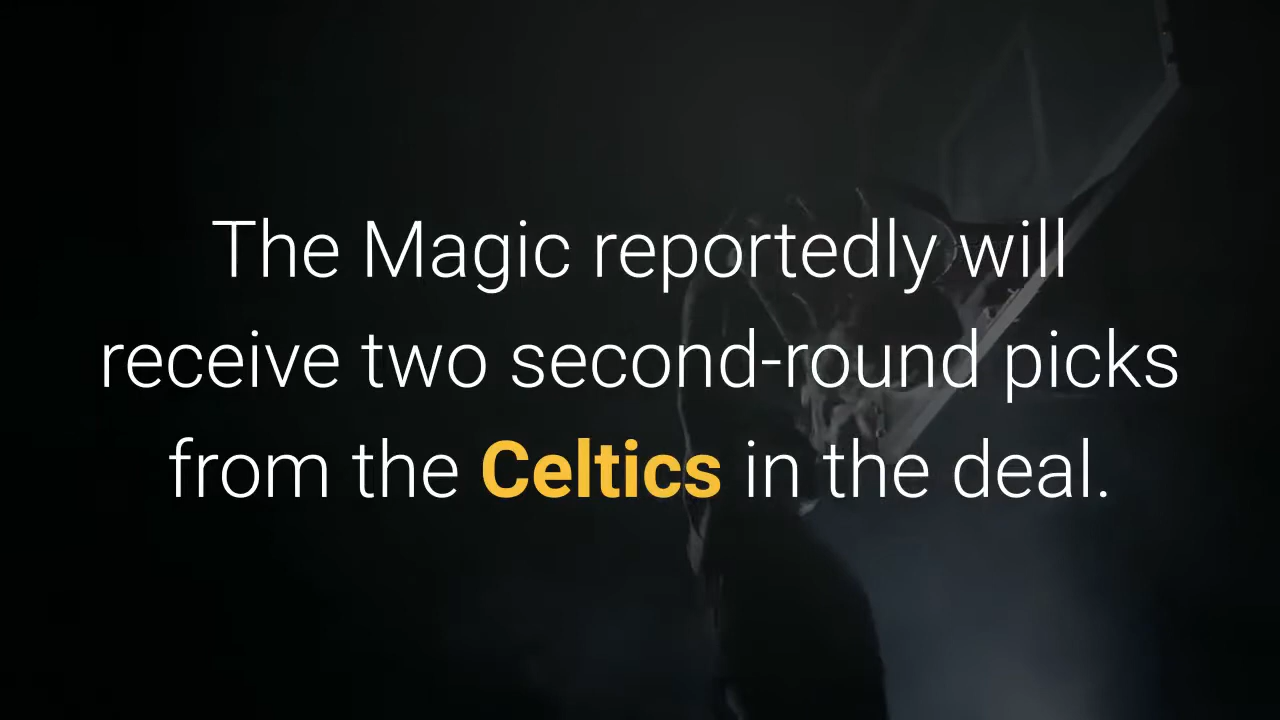 The Magic reportedly will
receive two second-round picks
from the Celtics in the deal.